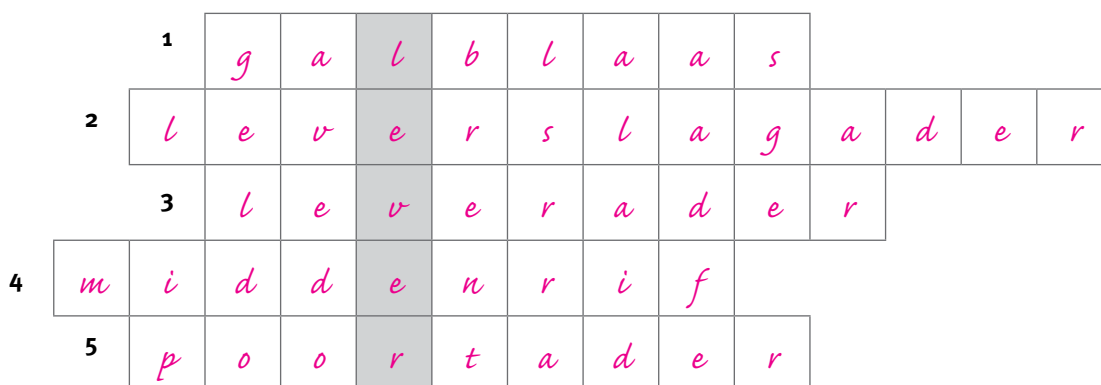 1 galblaas
2 leverslagader
3 leverader
4 middenrif
5 poortader